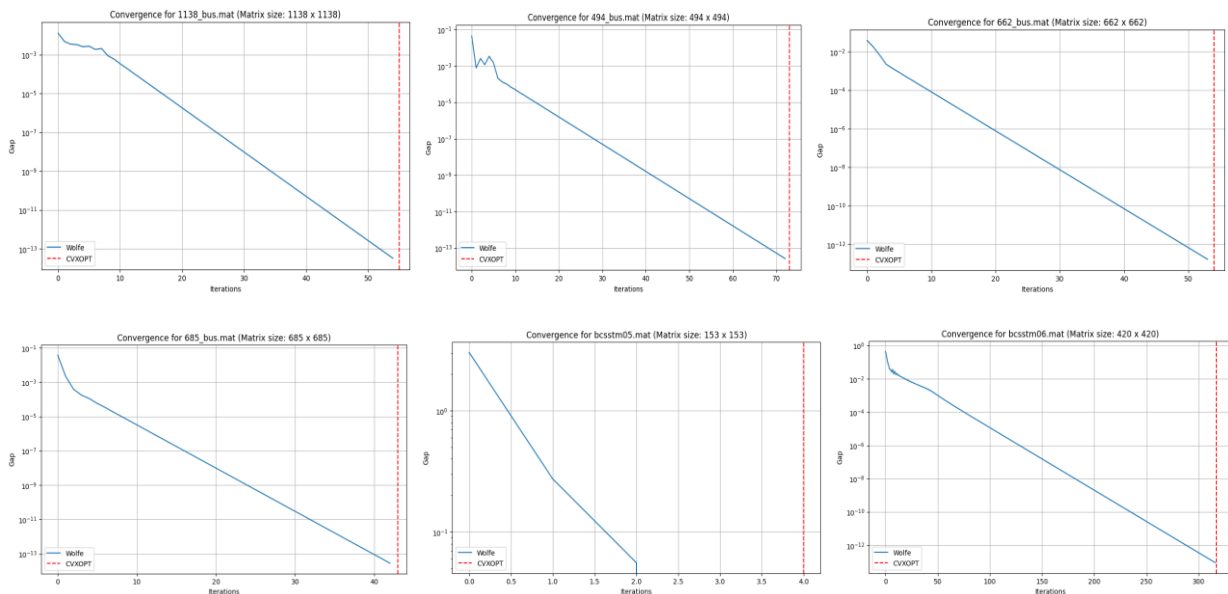 Convergence for 1138_bus.mat (Matrix size: 1138 x 1138)
10^-3
10^-5
10^-7
10^-9
10^-11
10^-13
Gap
Wolfe
CVXOPT
0 10 20 30 40 50
Iterations
Convergence for 494_bus.mat (Matrix size: 494 x 494)
10^-1
10^-3
10^-5
10^-7
10^-9
10^-11
10^-13
Gap
Wolfe
CVXOPT
0 10 20 30 40 50 60 70
Iterations
Convergence for 662_bus.mat (Matrix size: 662 x 662)
10^-2
10^-4
10^-6
10^-8
10^-10
10^-12
Gap
Wolfe
CVXOPT
0 10 20 30 40 50
Iterations
Convergence for 685_bus.mat (Matrix size: 685 x 685)
10^-1
10^-3
10^-5
10^-7
10^-9
10^-11
10^-13
Gap
Wolfe
CVXOPT
0 10 20 30 40
Iterations
Convergence for bcsstm05.mat (Matrix size: 153 x 153)
10^0
10^-1
Gap
Wolfe
CVXOPT
0.0 0.5 1.0 1.5 2.0 2.5 3.0 3.5 4.0
Iterations
Convergence for bcsstm06.mat (Matrix size: 420 x 420)
10^0
10^-2
10^-4
10^-6
10^-8
10^-10
10^-12
Gap
Wolfe
CVXOPT
0 50 100 150 200 250 300
Iterations